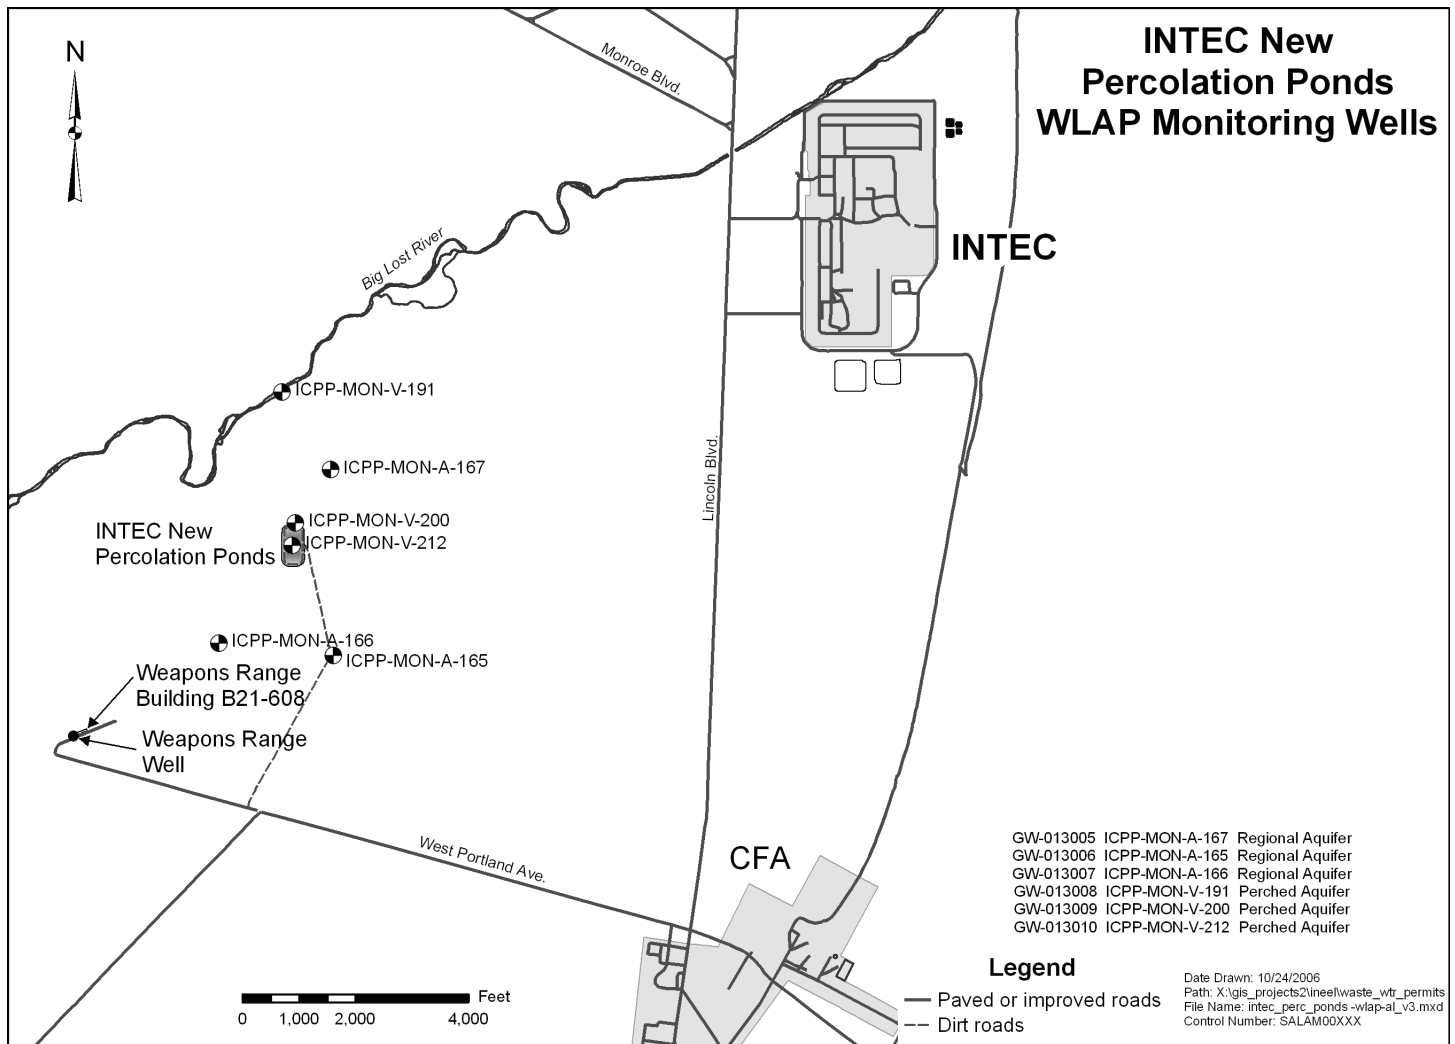 INTEC New
Percolation Ponds
WLAP Monitoring Wells
N
Monroe Blvd.
Big Lost River
INTEC
ICPP-MON-V-191
Lincoln Blvd.
ICPP-MON-A-167
INTEC New
Percolation Ponds
ICPP-MON-V-200
ICPP-MON-V-212
ICPP-MON-A-166
ICPP-MON-A-165
Weapons Range
Building B21-608
Weapons Range
Well
West Portland Ave.
CFA
GW-013005 ICPP-MON-A-167 Regional Aquifer
GW-013006 ICPP-MON-A-165 Regional Aquifer
GW-013007 ICPP-MON-A-166 Regional Aquifer
GW-013008 ICPP-MON-V-191 Perched Aquifer
GW-013009 ICPP-MON-V-200 Perched Aquifer
GW-013010 ICPP-MON-V-212 Perched Aquifer
Legend
Paved or improved roads
Dirt roads
Feet
0 1,000 2,000 4,000
Date Drawn: 10/24/2006
Path: X:\gis_projects2\ineel\waste_wtr_permits
File Name: intec_perc_ponds-wlap-al_v3.mxd
Control Number: SALAM00XXX